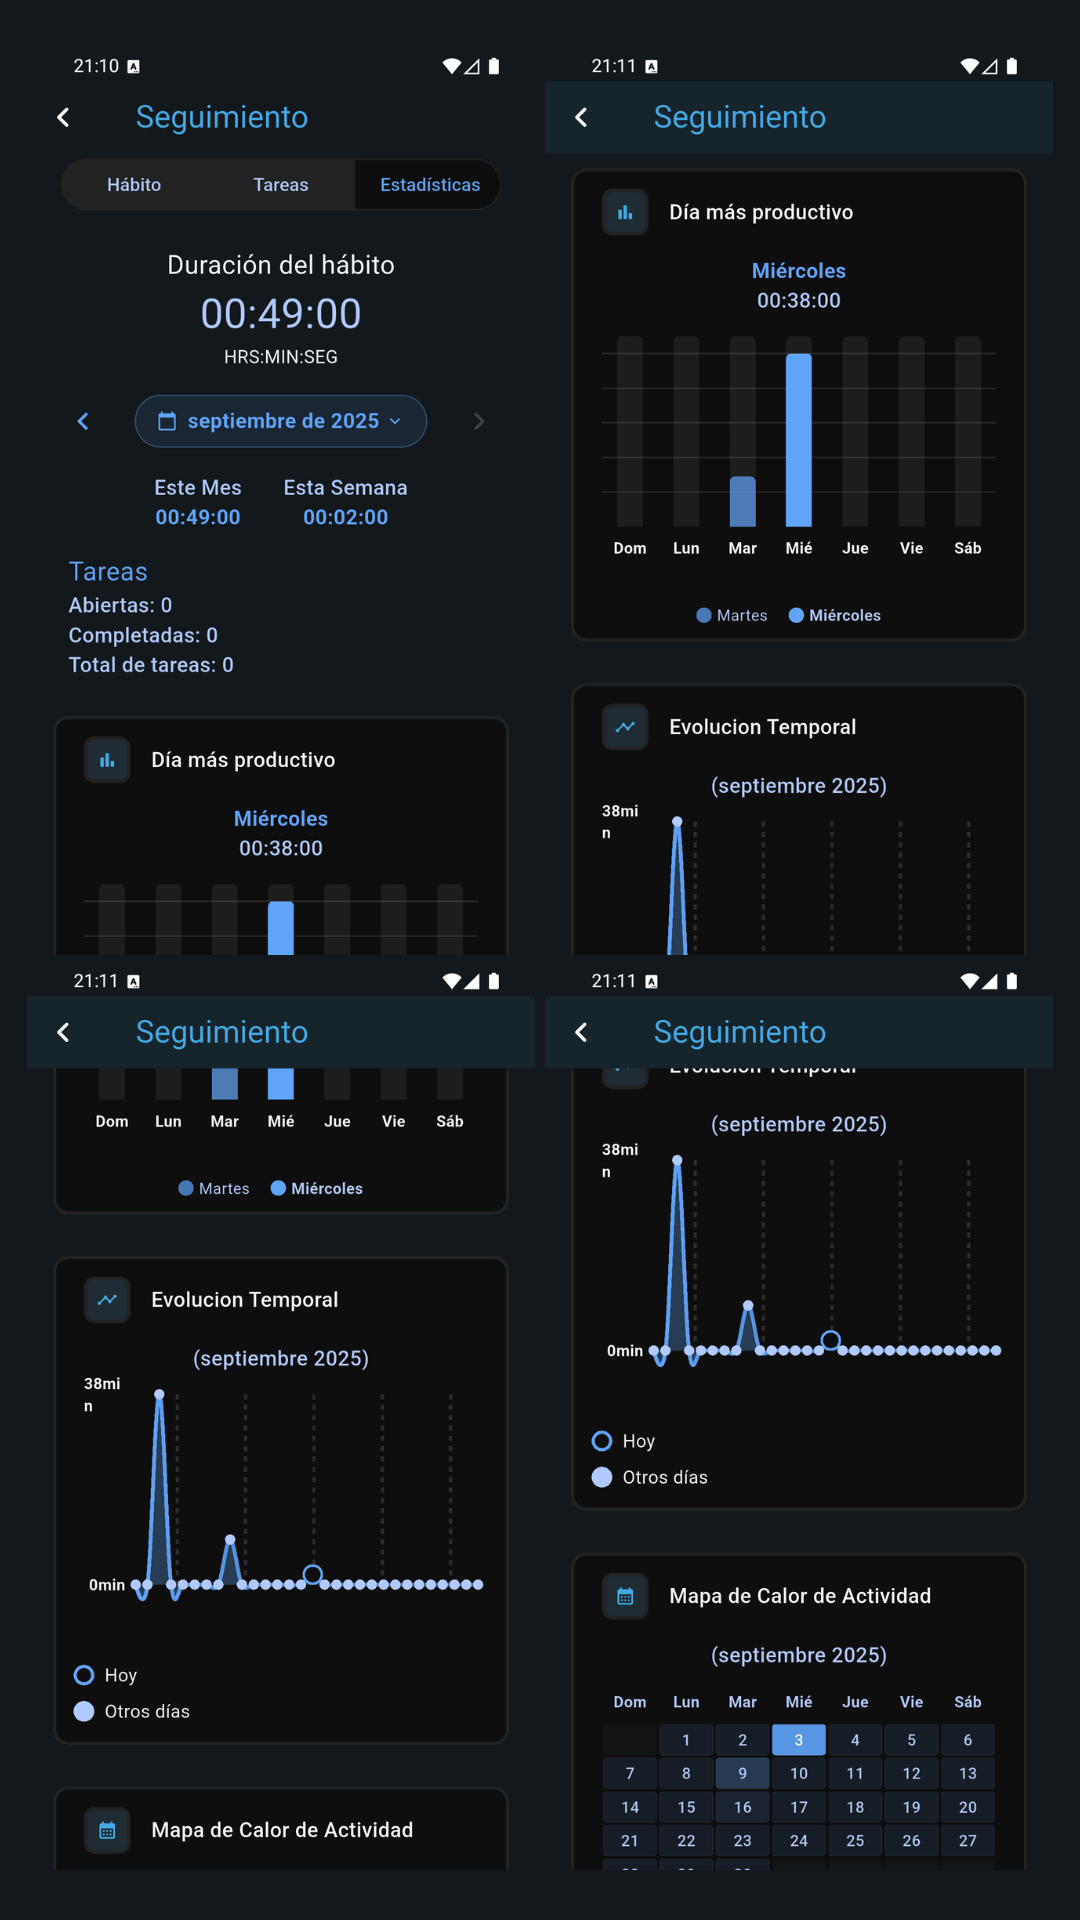 21:10
Seguimiento
Hábito Tareas Estadísticas
Duración del hábito
00:49:00
HRS:MIN:SEG
septiembre de 2025
Este Mes Esta Semana
00:49:00 00:02:00
Tareas
Abiertas: 0
Completadas: 0
Total de tareas: 0
Día más productivo
Miércoles
00:38:00
21:11
Seguimiento
Día más productivo
Miércoles
00:38:00
Dom Lun Mar Mié Jue Vie Sáb
Martes Miércoles
Evolucion Temporal
(septiembre 2025)
38mi
n
21:11
Seguimiento
Dom Lun Mar Mié Jue Vie Sáb
Martes Miércoles
Evolucion Temporal
(septiembre 2025)
38mi
n
0min
Hoy
Otros días
Mapa de Calor de Actividad
21:11
Seguimiento
Evolucion Temporal
(septiembre 2025)
38mi
n
0min
Hoy
Otros días
Mapa de Calor de Actividad
(septiembre 2025)
Dom Lun Mar Mié Jue Vie Sáb
1 2 3 4 5 6
7 8 9 10 11 12 13
14 15 16 17 18 19 20
21 22 23 24 25 26 27